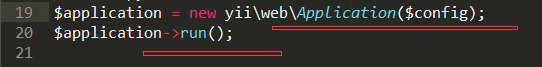 19 $application = new yii\web\Application($config);
20 $application->run();
21